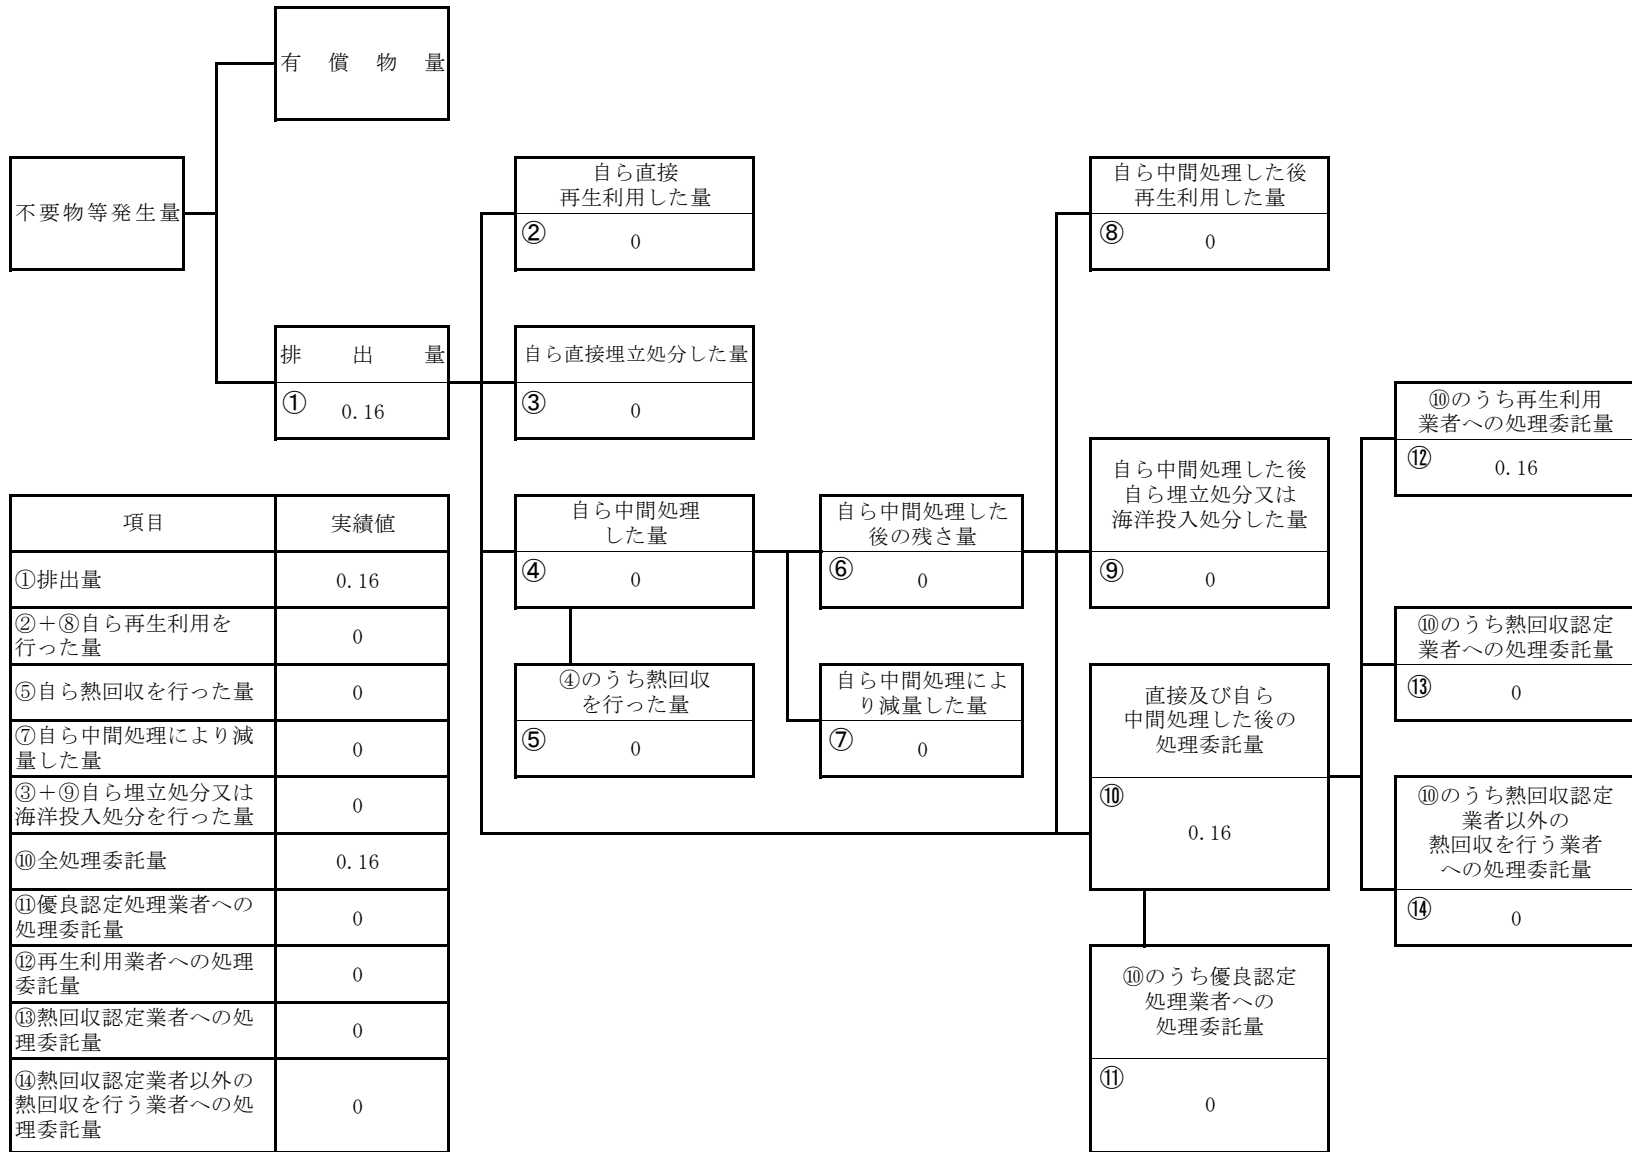 有償物量
不要物等発生量
排出量
① 0.16
自ら直接
再生利用した量
② 0
自ら直接埋立処分した量
③ 0
自ら中間処理
した量
④ 0
④のうち熱回収
を行った量
⑤ 0
自ら中間処理した
後の残さ量
⑥ 0
自ら中間処理によ
り減量した量
⑦ 0
自ら中間処理した後
再生利用した量
⑧ 0
自ら中間処理した後
自ら埋立処分又は
海洋投入処分した量
⑨ 0
直接及び自ら
中間処理した後の
処理委託量
⑩
0.16
⑩のうち優良認定
処理業者への
処理委託量
⑪
0
⑩のうち再生利用
業者への処理委託量
⑫ 0.16
⑩のうち熱回収認定
業者への処理委託量
⑬ 0
⑩のうち熱回収認定
業者以外の
熱回収を行う業者
への処理委託量
⑭ 0
項目 実績値
①排出量 0.16
②＋⑧自ら再生利用を
行った量 0
⑤自ら熱回収を行った量 0
⑦自ら中間処理により減
量した量 0
③＋⑨自ら埋立処分又は
海洋投入処分を行った量 0
⑩全処理委託量 0.16
⑪優良認定処理業者への
処理委託量 0
⑫再生利用業者への処理
委託量 0
⑬熱回収認定業者への処
理委託量 0
⑭熱回収認定業者以外の
熱回収を行う業者への処
理委託量 0